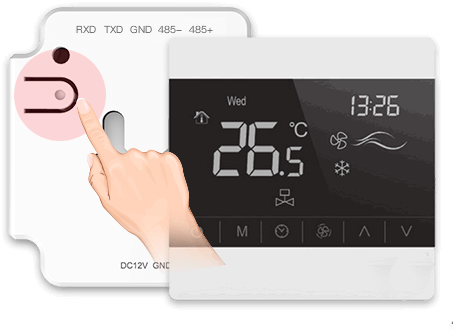 RXD TXD GND 485- 485+
Wed
13:26
26.5 °C
M
DC12V GND